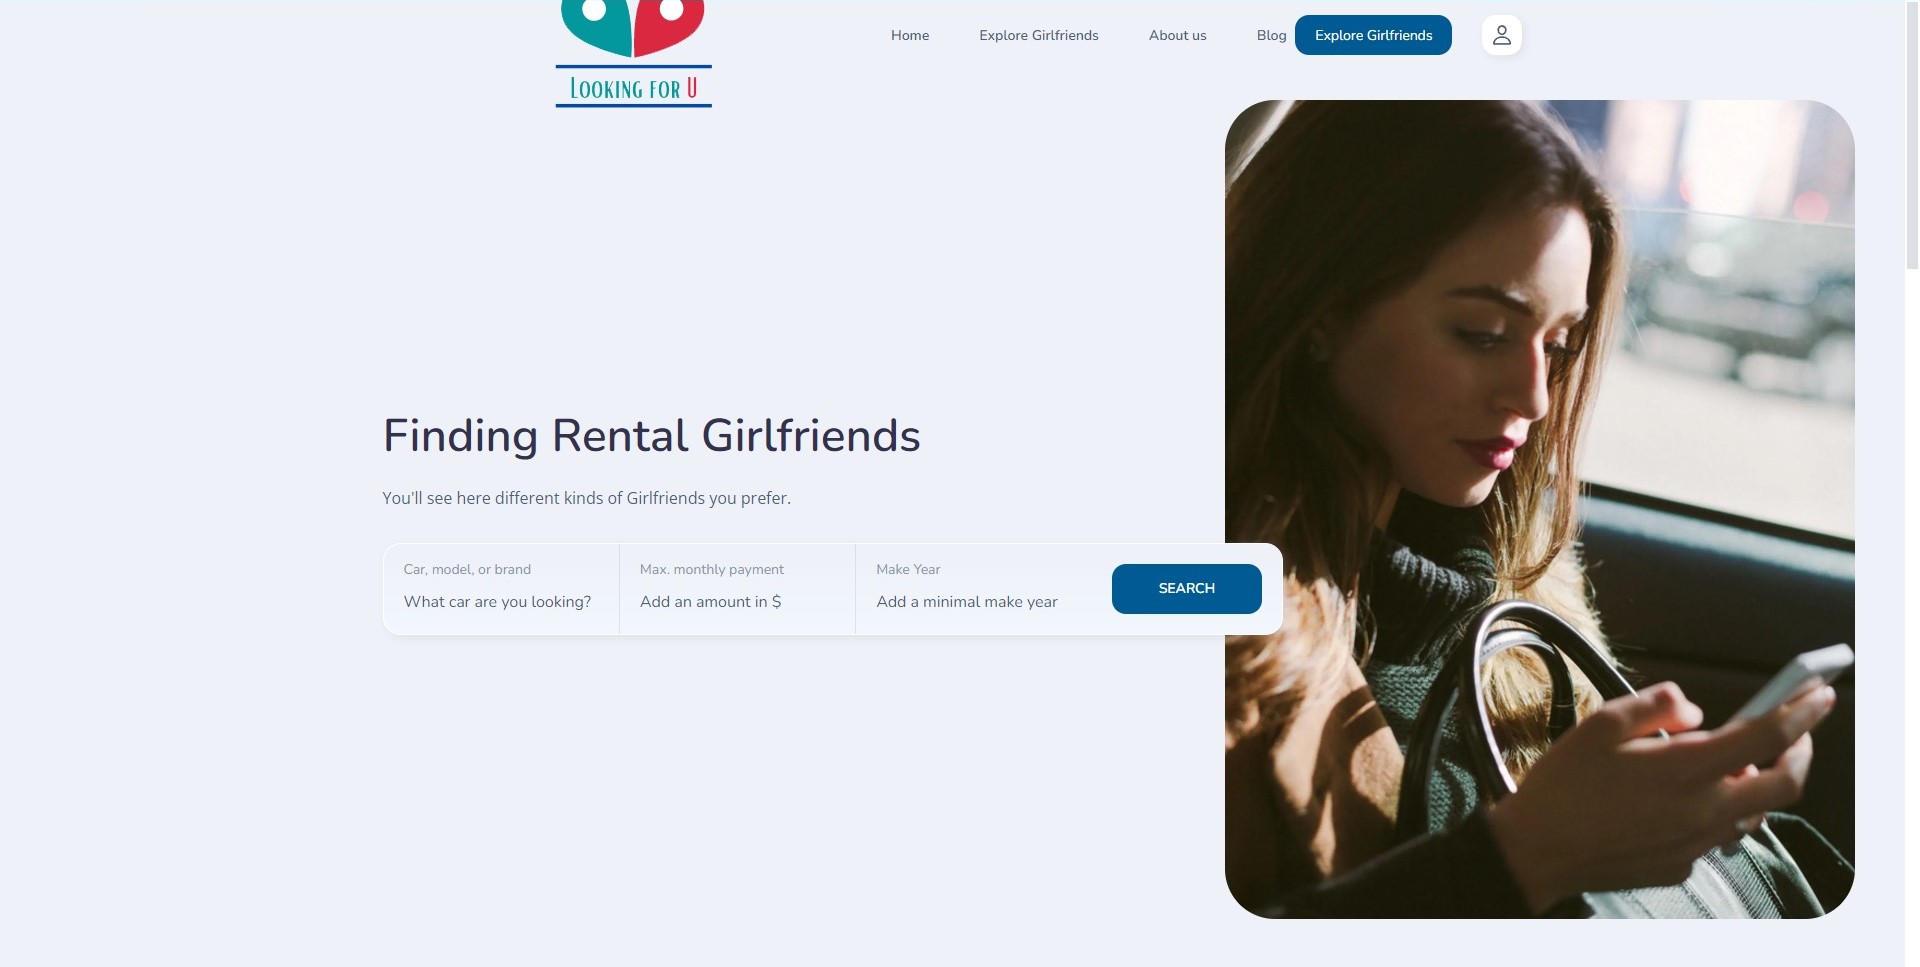 Home
Explore Girlfriends
About us
Blog
Explore Girlfriends
LOOKING FOR U
Finding Rental Girlfriends
You'll see here different kinds of Girlfriends you prefer.
Car, model, or brand
What car are you looking?
Max. monthly payment
Add an amount in $
Make Year
Add a minimal make year
SEARCH